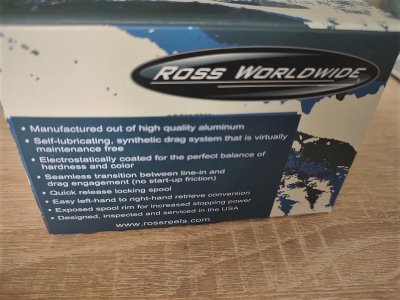 ROSS WORLDWIDE
• Manufactured out of high quality aluminum
• Self-lubricating, synthetic drag system that is virtually
maintenance free
• Electrostatically coated for the perfect balance of
hardness and color
• Seamless transition between line-in and
drag engagement (no start-up friction)
• Quick release locking spool
• Easy left-hand to right-hand retrieve conversion
• Exposed spool rim for increased stopping power
• Designed, inspected and serviced in the USA
www.rossreels.com